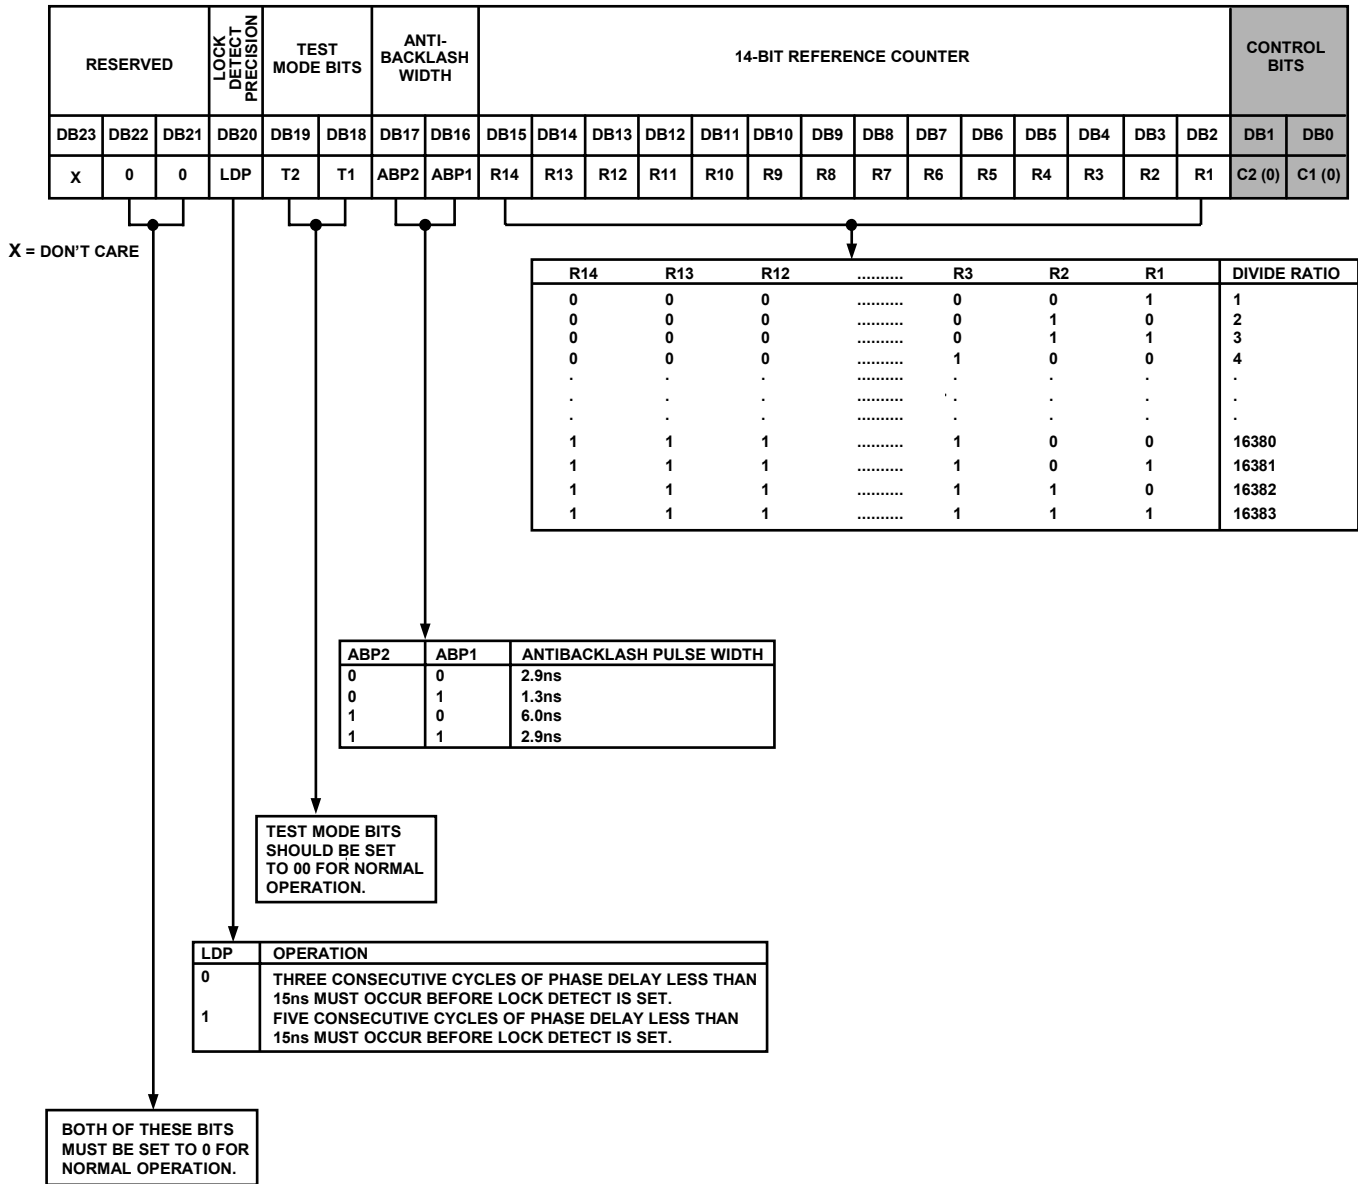 RESERVED
LOCK
DETECT
PRECISION
TEST
MODE BITS
ANTI-
BACKLASH
WIDTH
14-BIT REFERENCE COUNTER
CONTROL
BITS
DB23 DB22 DB21 DB20 DB19 DB18 DB17 DB16 DB15 DB14 DB13 DB12 DB11 DB10 DB9 DB8 DB7 DB6 DB5 DB4 DB3 DB2 DB1 DB0
X 0 0 LDP T2 T1 ABP2 ABP1 R14 R13 R12 R11 R10 R9 R8 R7 R6 R5 R4 R3 R2 R1 C2 (0) C1 (0)
X = DON'T CARE
R14 R13 R12 .......... R3 R2 R1 DIVIDE RATIO
0 0 0 .......... 0 0 1 1
0 0 0 .......... 0 1 0 2
0 0 0 .......... 0 1 1 3
0 0 0 .......... 1 0 0 4
. . . .......... . . . .
. . . .......... . . . .
. . . .......... . . . .
1 1 1 .......... 1 0 0 16380
1 1 1 .......... 1 0 1 16381
1 1 1 .......... 1 1 0 16382
1 1 1 .......... 1 1 1 16383
ABP2 ABP1 ANTIBACKLASH PULSE WIDTH
0 0 2.9ns
0 1 1.3ns
1 0 6.0ns
1 1 2.9ns
TEST MODE BITS
SHOULD BE SET
TO 00 FOR NORMAL
OPERATION.
LDP OPERATION
0 THREE CONSECUTIVE CYCLES OF PHASE DELAY LESS THAN
15ns MUST OCCUR BEFORE LOCK DETECT IS SET.
1 FIVE CONSECUTIVE CYCLES OF PHASE DELAY LESS THAN
15ns MUST OCCUR BEFORE LOCK DETECT IS SET.
BOTH OF THESE BITS
MUST BE SET TO 0 FOR
NORMAL OPERATION.